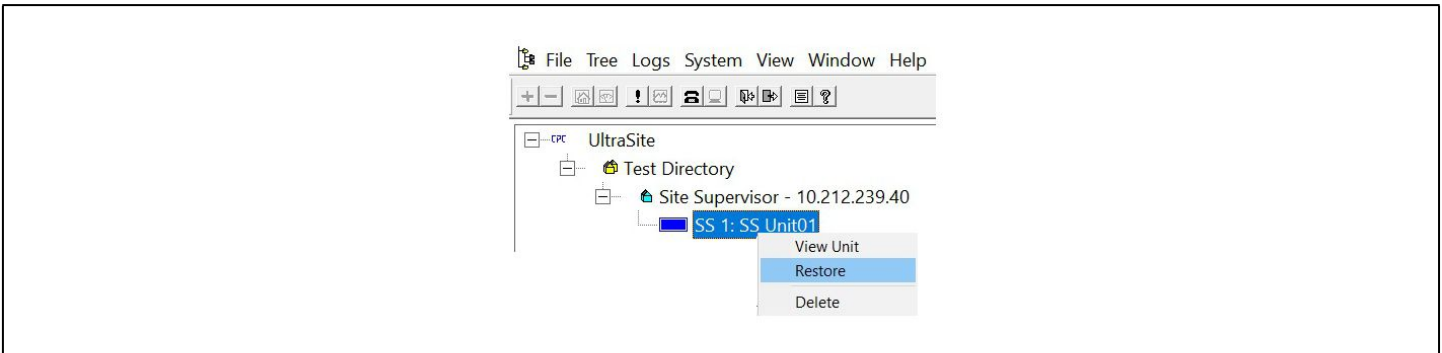 File Tree Logs System View Window Help
CPC UltraSite
Test Directory
Site Supervisor - 10.212.239.40
SS 1: SS Unit01
View Unit
Restore
Delete